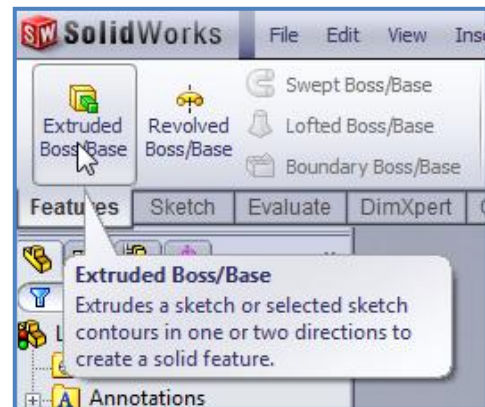 SW SolidWorks File Edit View
Swept Boss/Base
Extruded Boss/Base
Revolved Boss/Base
Lofted Boss/Base
Boundary Boss/Base
Features Sketch Evaluate DimXpert
Extruded Boss/Base
Extrudes a sketch or selected sketch
contours in one or two directions to
create a solid feature.
A Annotations